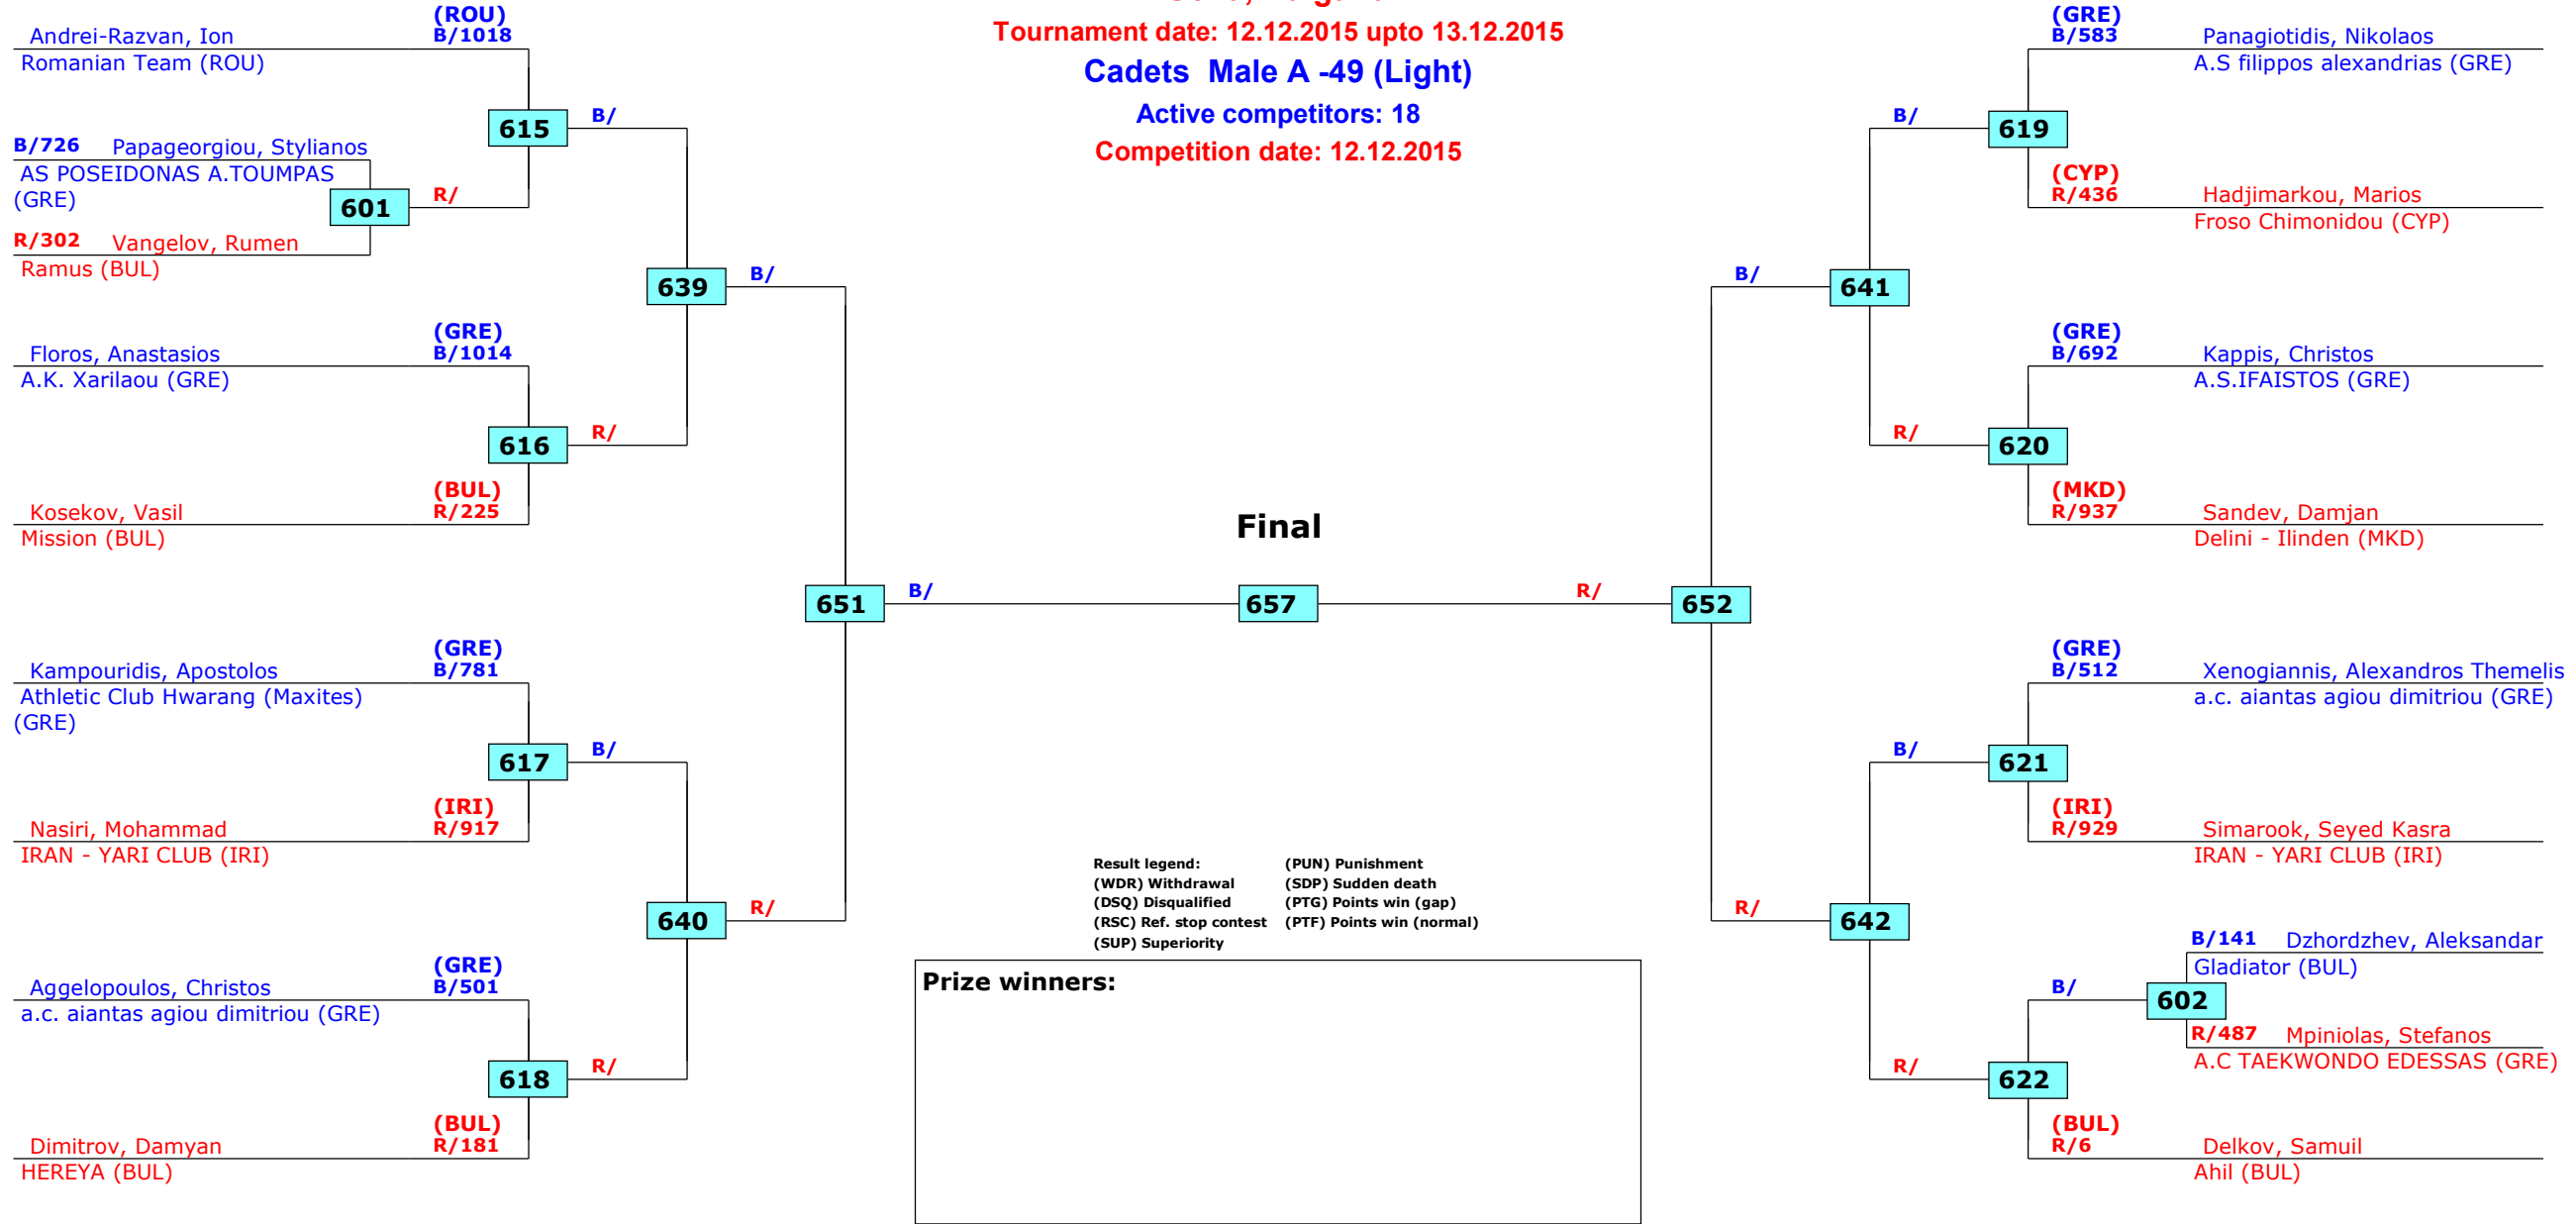 Tournament date: 12.12.2015 upto 13.12.2015
Cadets Male A -49 (Light)
Active competitors: 18
Competition date: 12.12.2015
(ROU)
Andrei-Razvan, Ion B/1018
Romanian Team (ROU)
615 B/
B/726 Papageorgiou, Stylianos
AS POSEIDONAS A.TOUMPAS
(GRE)
601 R/
R/302 Vangelov, Rumen
Ramus (BUL)
639 B/
(GRE)
Floros, Anastasios B/1014
A.K. Xarilaou (GRE)
616 R/
(BUL)
Kosekov, Vasil R/225
Mission (BUL)
651 B/
(GRE)
Kampouridis, Apostolos B/781
Athletic Club Hwarang (Maxites)
(GRE)
617 B/
(IRI)
Nasiri, Mohammad R/917
IRAN - YARI CLUB (IRI)
640 R/
(GRE)
Aggelopoulos, Christos B/501
a.c. aiantas agiou dimitriou (GRE)
618 R/
(BUL)
Dimitrov, Damyan R/181
HEREYA (BUL)
Final
657
(GRE)
B/583 Panagiotidis, Nikolaos
A.S filippos alexandrias (GRE)
B/ 619
(CYP)
R/436 Hadjimarkou, Marios
Froso Chimonidou (CYP)
B/ 641
(GRE)
B/692 Kappis, Christos
A.S.IFAISTOS (GRE)
R/ 620
(MKD)
R/937 Sandev, Damjan
Delini - Ilinden (MKD)
R/ 652
(GRE)
B/512 Xenogiannis, Alexandros Themelis
a.c. aiantas agiou dimitriou (GRE)
B/ 621
(IRI)
R/929 Simarook, Seyed Kasra
IRAN - YARI CLUB (IRI)
R/ 642
B/141 Dzhordzhev, Aleksandar
Gladiator (BUL)
B/ 602
R/487 Mpiniolas, Stefanos
A.C TAEKWONDO EDESSAS (GRE)
R/ 622
(BUL)
R/6 Delkov, Samuil
Ahil (BUL)
Result legend: (PUN) Punishment
(WDR) Withdrawal (SDP) Sudden death
(DSQ) Disqualified (PTG) Points win (gap)
(RSC) Ref. stop contest (PTF) Points win (normal)
(SUP) Superiority
Prize winners: